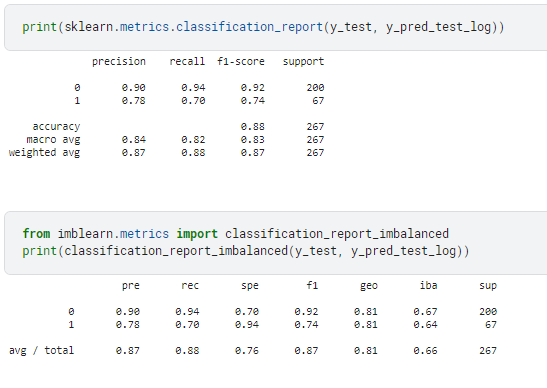 print(sklearn.metrics.classification_report(y_test, y_pred_test_log))
precision recall f1-score support
0 0.90 0.94 0.92 200
1 0.78 0.70 0.74 67
accuracy 0.88 267
macro avg 0.84 0.82 0.83 267
weighted avg 0.87 0.88 0.87 267
from imblearn.metrics import classification_report_imbalanced
print(classification_report_imbalanced(y_test, y_pred_test_log))
pre rec spe f1 geo iba sup
0 0.90 0.94 0.70 0.92 0.81 0.67 200
1 0.78 0.70 0.94 0.74 0.81 0.64 67
avg / total 0.87 0.88 0.76 0.87 0.81 0.66 267